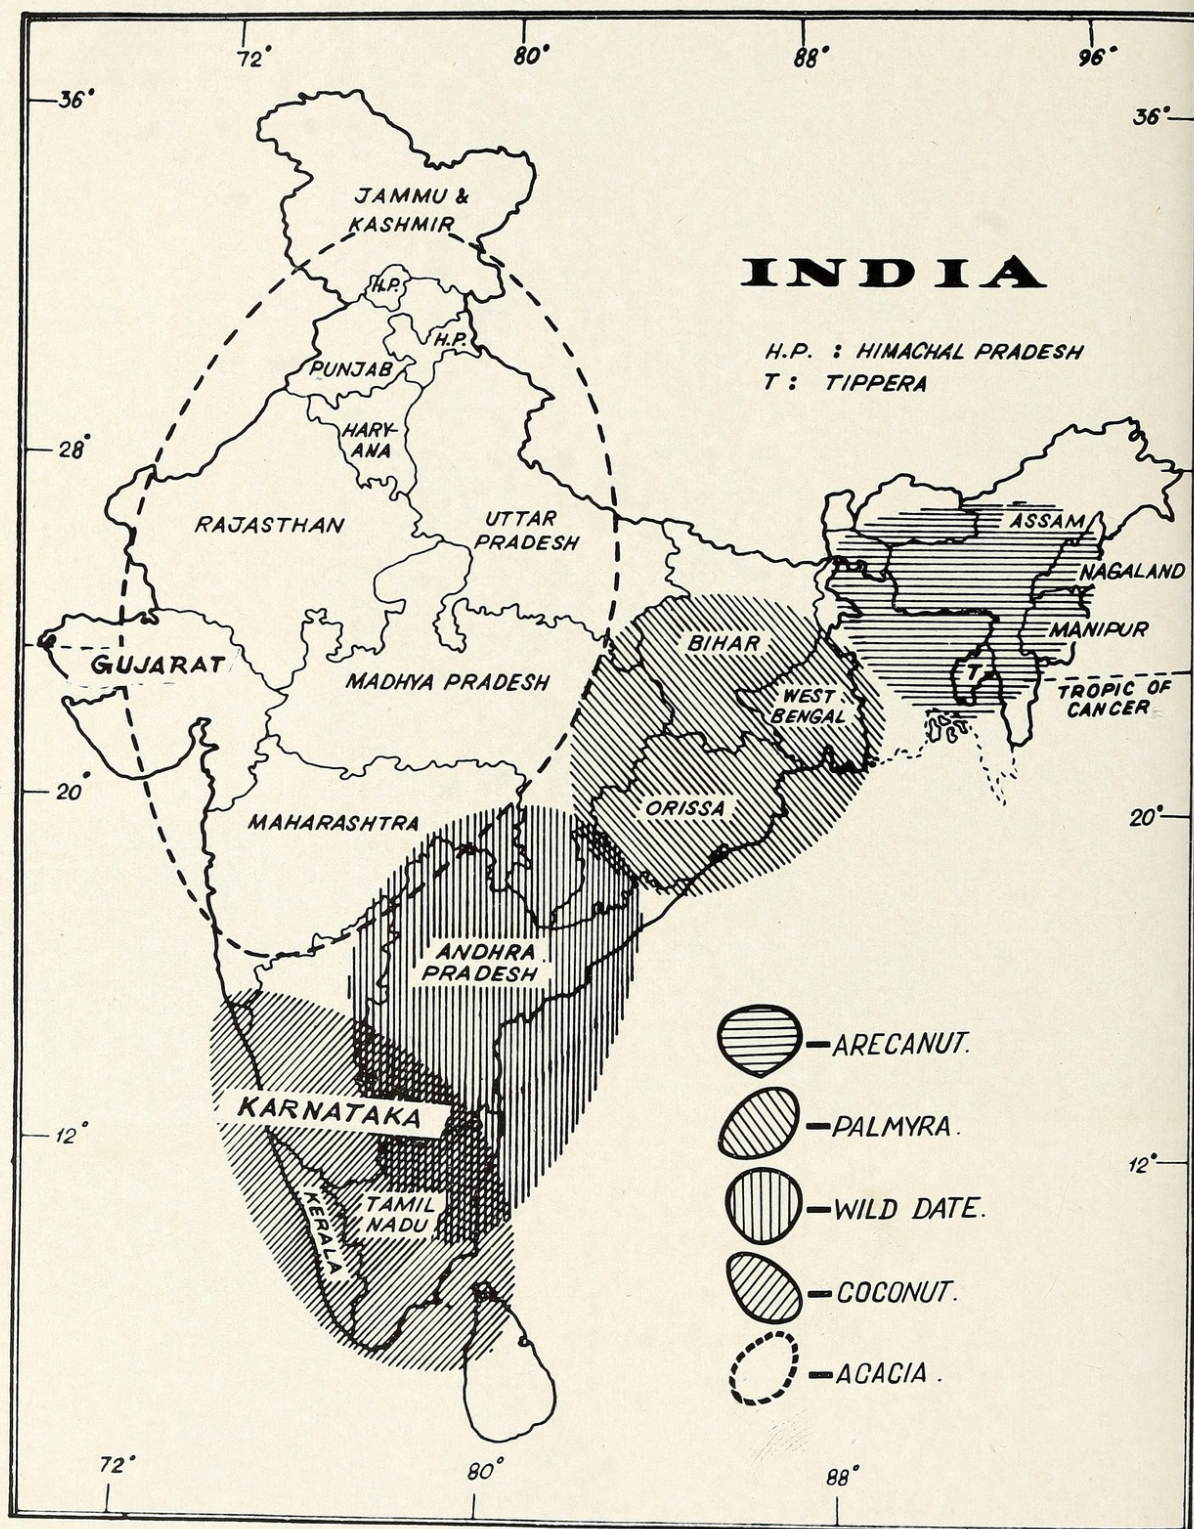 72°
80°
88°
96°
36°
36°
JAMMU &
KASHMIR
H.P.
INDIA
H.P. : HIMACHAL PRADESH
T : TIPPERA
H.P.
PUNJAB
HARY-
ANA
28°
RAJASTHAN
UTTAR
PRADESH
ASSAM
NAGALAND
MANIPUR
BIHAR
GUJARAT
MADHYA PRADESH
T
TROPIC OF
CANCER
WEST
BENGAL
20°
20°
ORISSA
MAHARASHTRA
ANDHRA
PRADESH
ARECANUT.
KARNATAKA
PALMYRA.
12°
12°
TAMIL
NADU
KERALA
WILD DATE.
COCONUT.
ACACIA.
72°
80°
88°